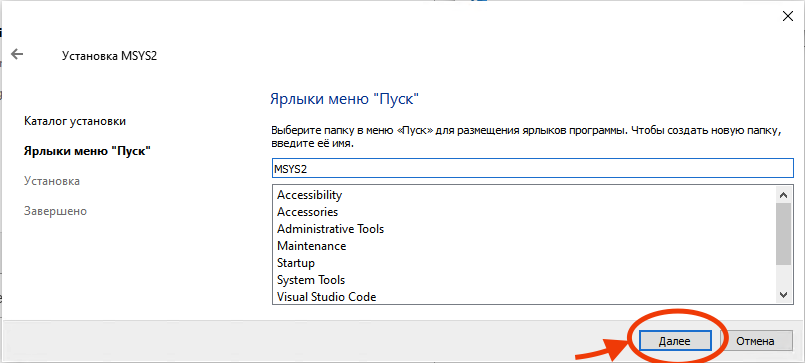 Установка MSYS2
Каталог установки
Ярлыки меню "Пуск"
Установка
Завершено
Ярлыки меню "Пуск"
Выберите папку в меню «Пуск» для размещения ярлыков программы. Чтобы создать новую папку,
введите её имя.
MSYS2
Accessibility
Accessories
Administrative Tools
Maintenance
Startup
System Tools
Visual Studio Code
Далее
Отмена